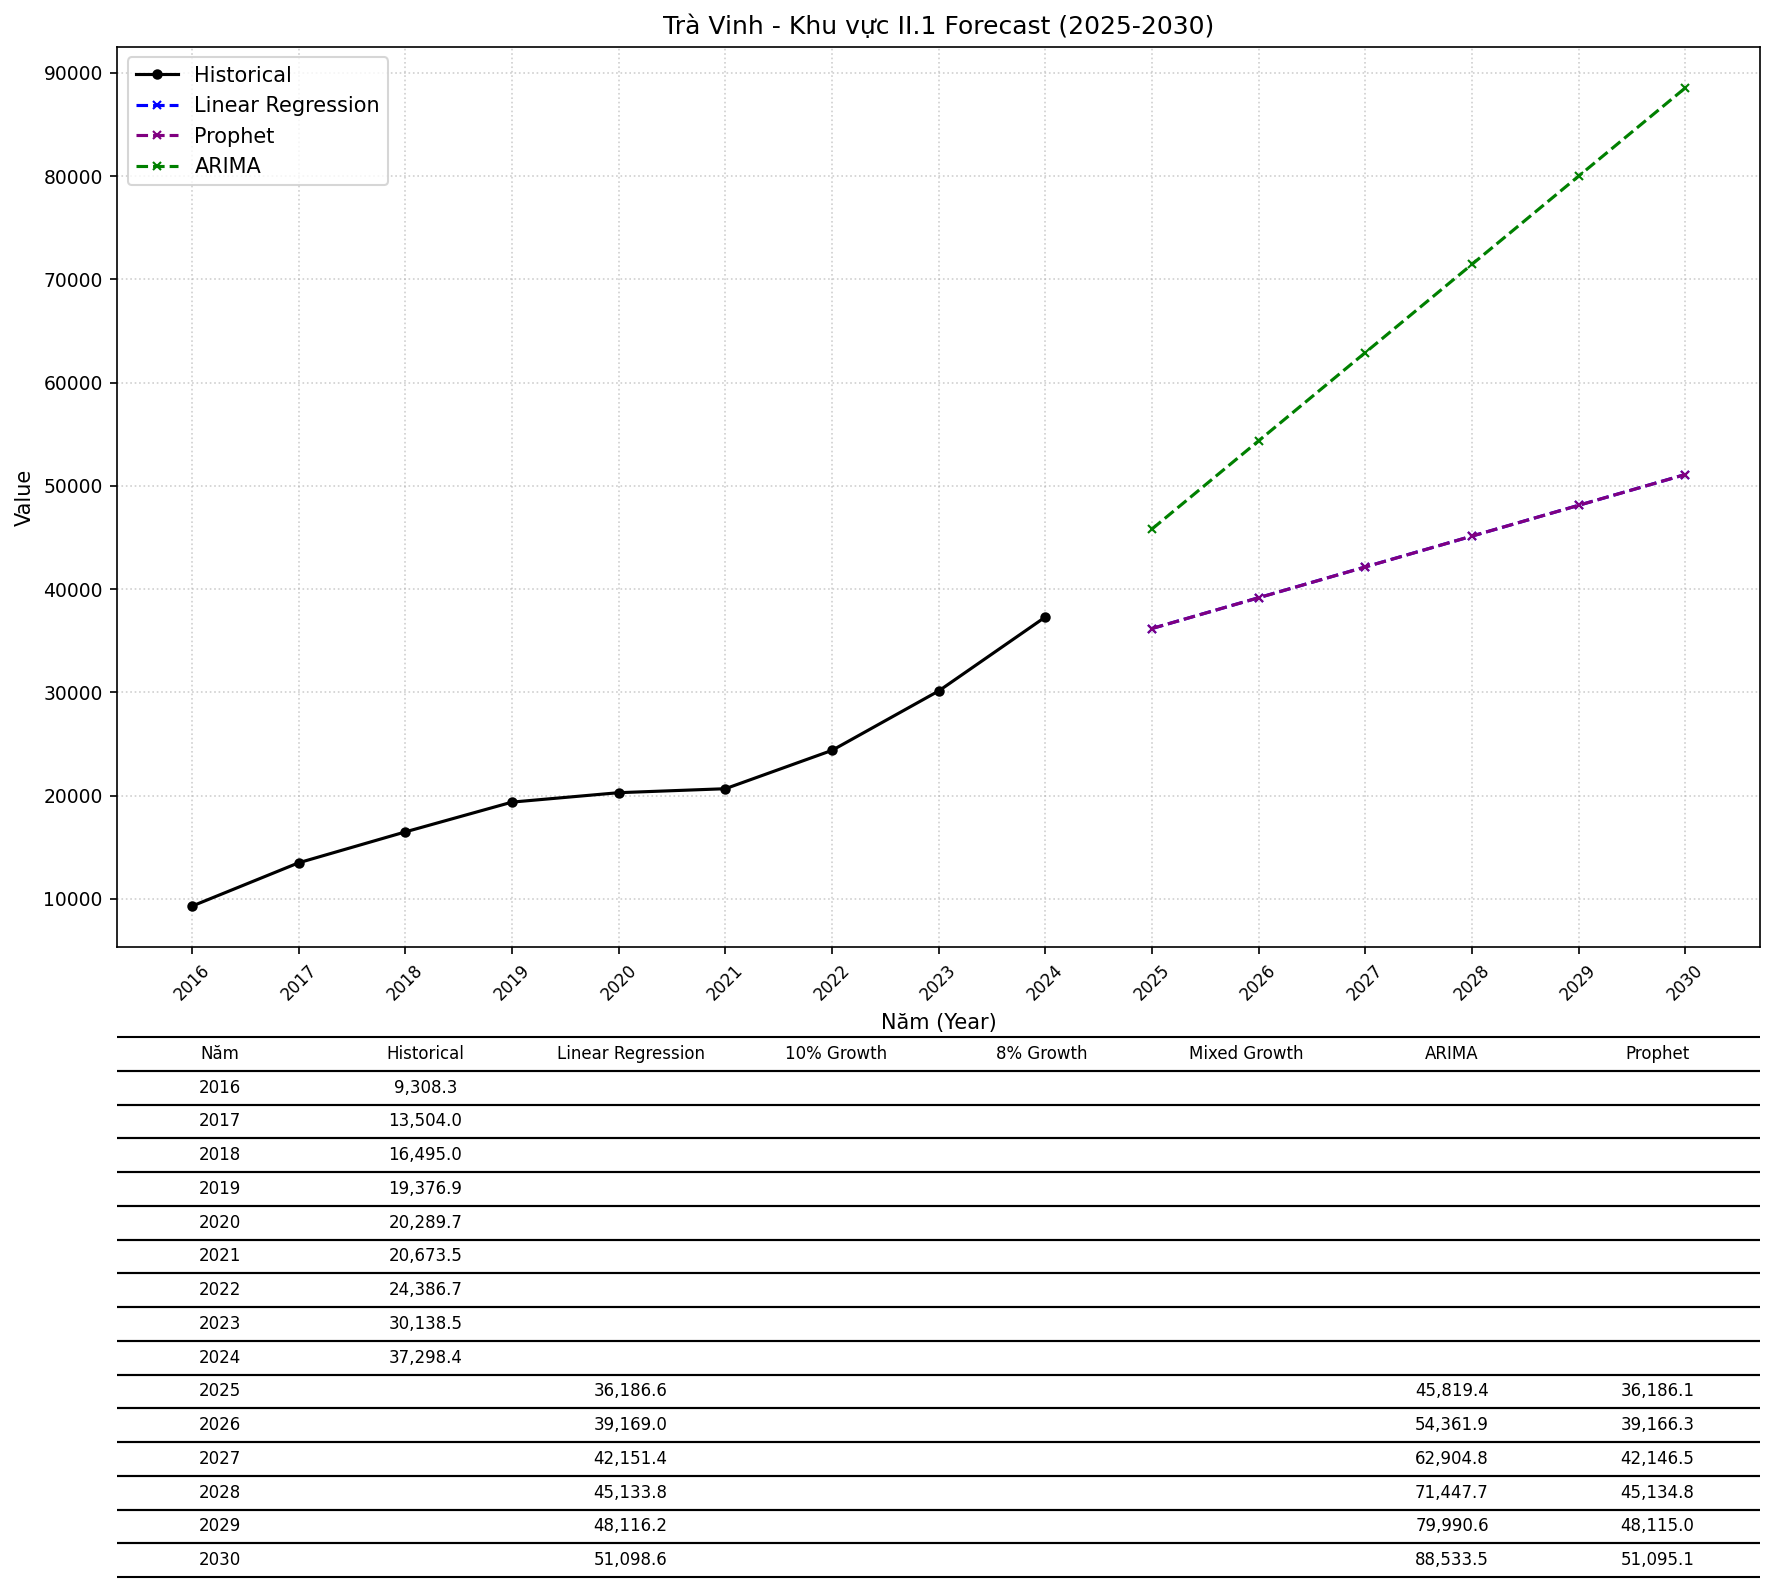 Trà Vinh - Khu vực II.1 Forecast (2025-2030)
Historical
Linear Regression
Prophet
ARIMA
90000
80000
70000
60000
50000
40000
30000
20000
10000
Value
2016 2017 2018 2019 2020 2021 2022 2023 2024 2025 2026 2027 2028 2029 2030
Năm (Year)
Năm Historical Linear Regression 10% Growth 8% Growth Mixed Growth ARIMA Prophet
2016 9,308.3
2017 13,504.0
2018 16,495.0
2019 19,376.9
2020 20,289.7
2021 20,673.5
2022 24,386.7
2023 30,138.5
2024 37,298.4
2025 36,186.6 45,819.4 36,186.1
2026 39,169.0 54,361.9 39,166.3
2027 42,151.4 62,904.8 42,146.5
2028 45,133.8 71,447.7 45,134.8
2029 48,116.2 79,990.6 48,115.0
2030 51,098.6 88,533.5 51,095.1